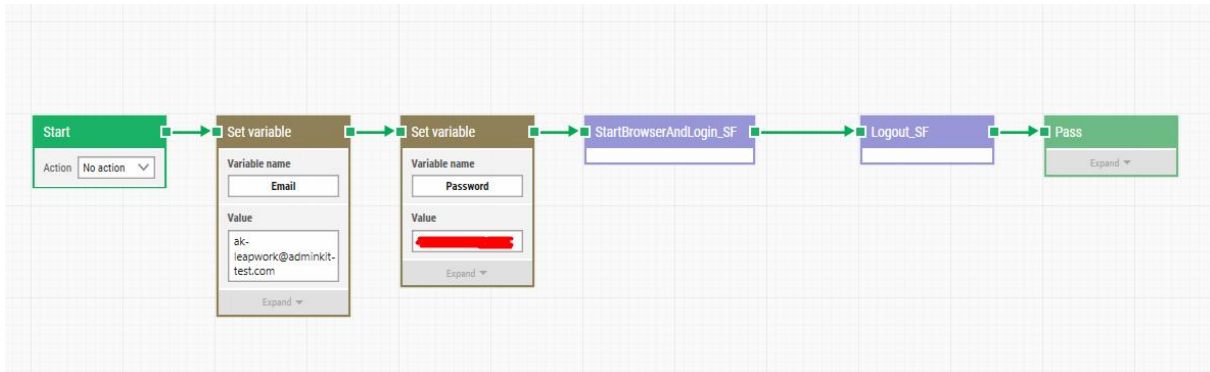 Start
Action No action
Set variable
Variable name
Email
Value
ak-
leapwork@adminkit-
test.com
Expand
Set variable
Variable name
Password
Value
Expand
StartBrowserAndLogin_SF
Logout_SF
Pass
Expand